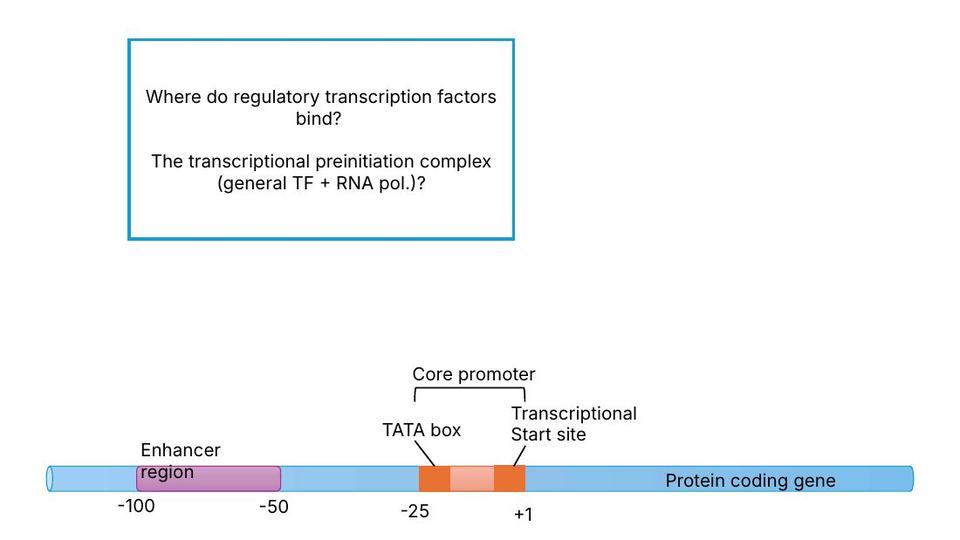 Where do regulatory transcription factors
bind?
The transcriptional preinitiation complex
(general TF + RNA pol.)?
Core promoter
TATA box
Transcriptional
Start site
Enhancer
region
Protein coding gene
-100
-50
-25
+1